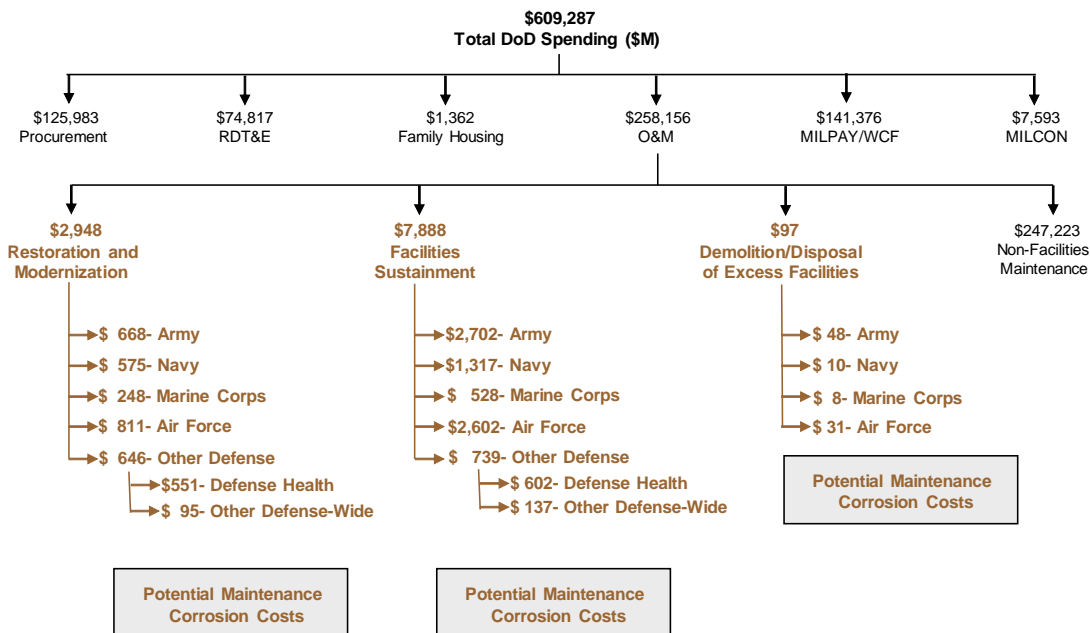 $609,287
Total DoD Spending ($M)
$125,983
Procurement
$74,817
RDT&E
$1,362
Family Housing
$258,156
O&M
$141,376
MILPAY/WCF
$7,593
MILCON
$2,948
Restoration and
Modernization
$7,888
Facilities
Sustainment
$97
Demolition/Disposal
of Excess Facilities
$247,223
Non-Facilities
Maintenance
$ 668- Army
$ 575- Navy
$ 248- Marine Corps
$ 811- Air Force
$ 646- Other Defense
$551- Defense Health
$ 95- Other Defense-Wide
$2,702- Army
$1,317- Navy
$ 528- Marine Corps
$2,602- Air Force
$ 739- Other Defense
$ 602- Defense Health
$ 137- Other Defense-Wide
$ 48- Army
$ 10- Navy
$ 8- Marine Corps
$ 31- Air Force
Potential Maintenance
Corrosion Costs
Potential Maintenance
Corrosion Costs
Potential Maintenance
Corrosion Costs